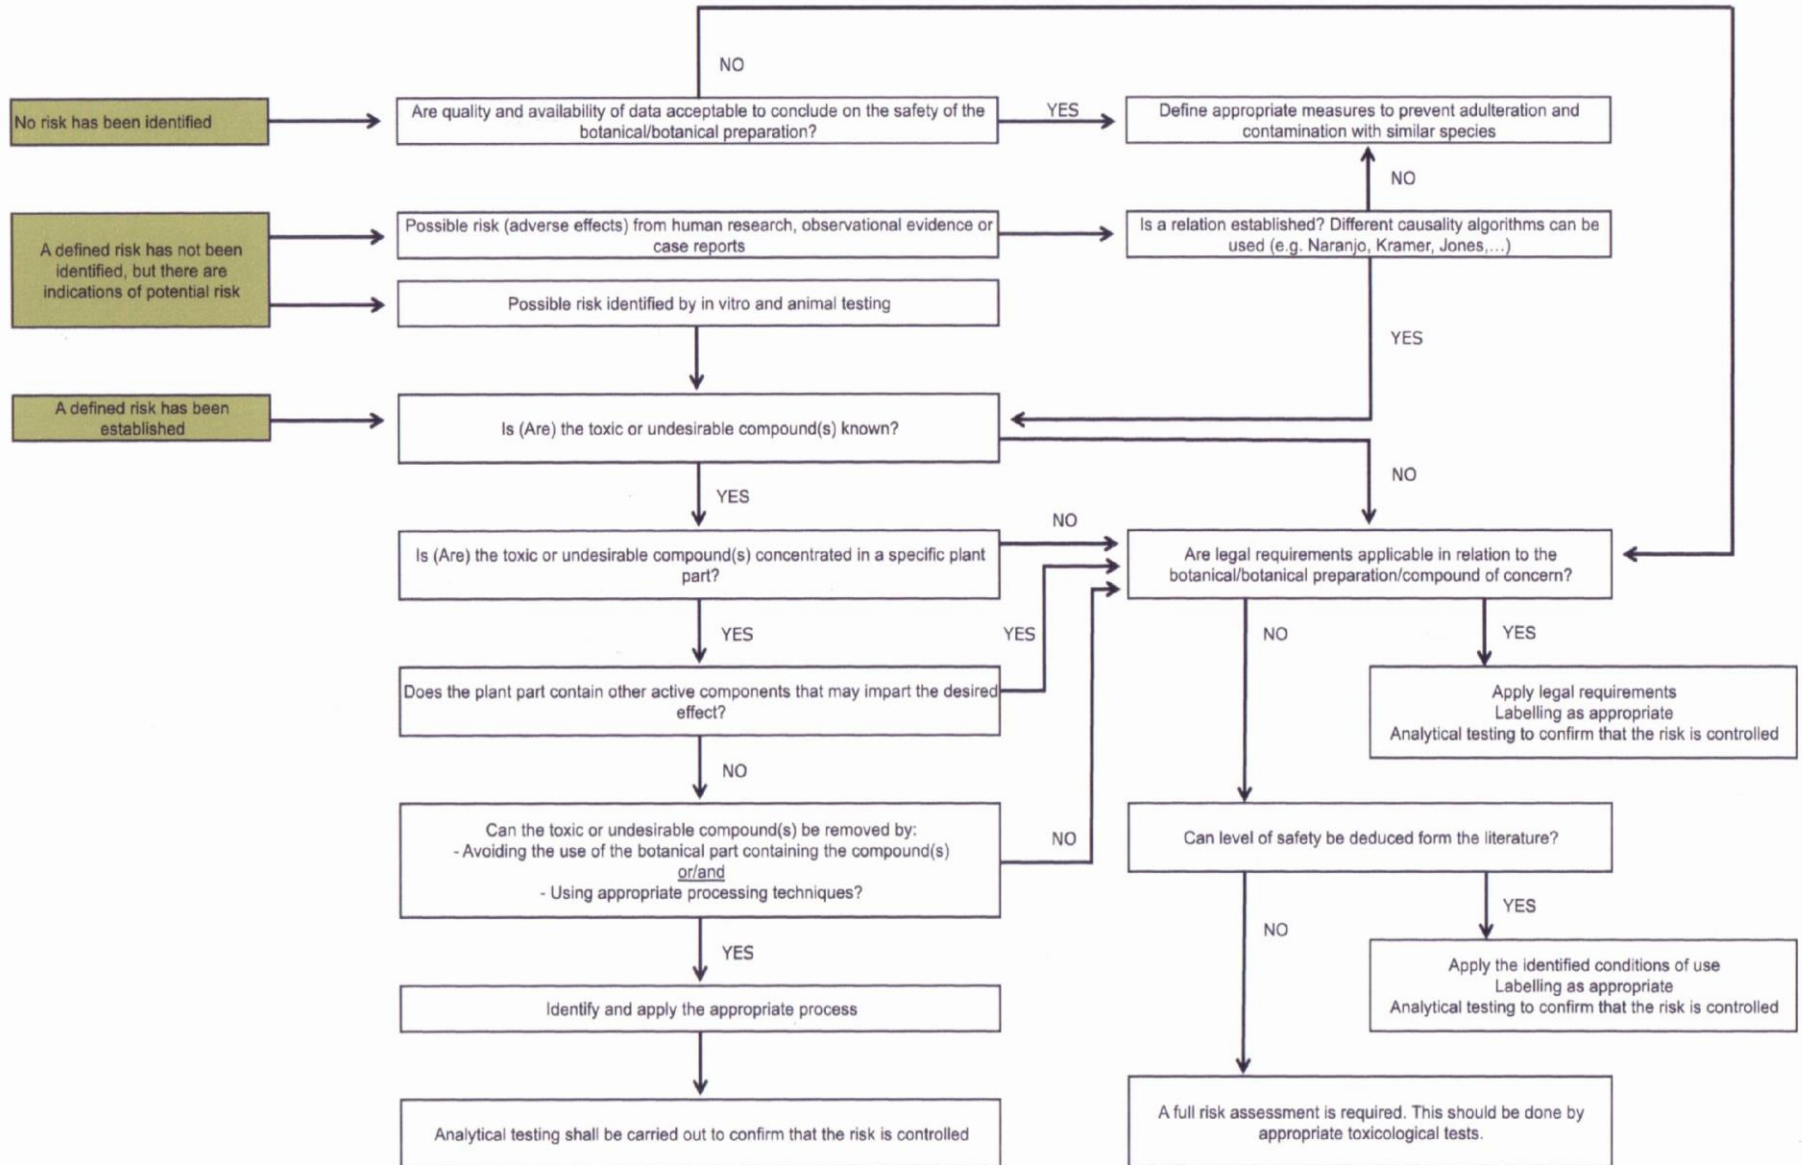 NO
No risk has been identified
Are quality and availability of data acceptable to conclude on the safety of the
botanical/botanical preparation?
YES
Define appropriate measures to prevent adulteration and
contamination with similar species
NO
A defined risk has not been
identified, but there are
indications of potential risk
Possible risk (adverse effects) from human research, observational evidence or
case reports
Is a relation established? Different causality algorithms can be
used (e.g. Naranjo, Kramer, Jones,...)
Possible risk identified by in vitro and animal testing
YES
A defined risk has been
established
Is (Are) the toxic or undesirable compound(s) known?
NO
YES
Is (Are) the toxic or undesirable compound(s) concentrated in a specific plant
part?
NO
Are legal requirements applicable in relation to the
botanical/botanical preparation/compound of concern?
YES
YES
NO
YES
Does the plant part contain other active components that may impart the desired
effect?
Apply legal requirements
Labelling as appropriate
Analytical testing to confirm that the risk is controlled
NO
Can the toxic or undesirable compound(s) be removed by:
- Avoiding the use of the botanical part containing the compound(s)
or/and
- Using appropriate processing techniques?
NO
Can level of safety be deduced form the literature?
YES
NO
YES
Apply the identified conditions of use
Labelling as appropriate
Analytical testing to confirm that the risk is controlled
Identify and apply the appropriate process
Analytical testing shall be carried out to confirm that the risk is controlled
A full risk assessment is required. This should be done by
appropriate toxicological tests.